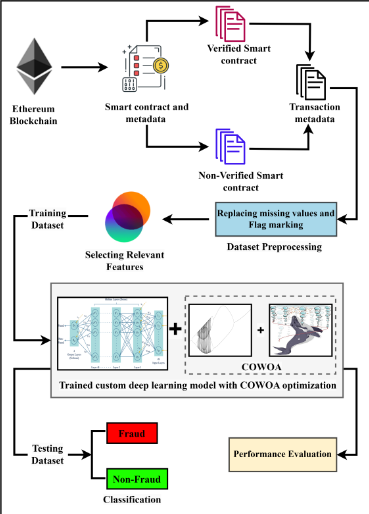 Verified Smart
contract
Ethereum
Blockchain
Smart contract and
metadata
Transaction
metadata
Non-Verified Smart
contract
Training
Dataset
Selecting Relevant
Features
Replacing missing values and
Flag marking
Dataset Preprocessing
+
+
COWOA
Trained custom deep learning model with COWOA optimization
Testing
Dataset
Fraud
Non-Fraud
Classification
Performance Evaluation